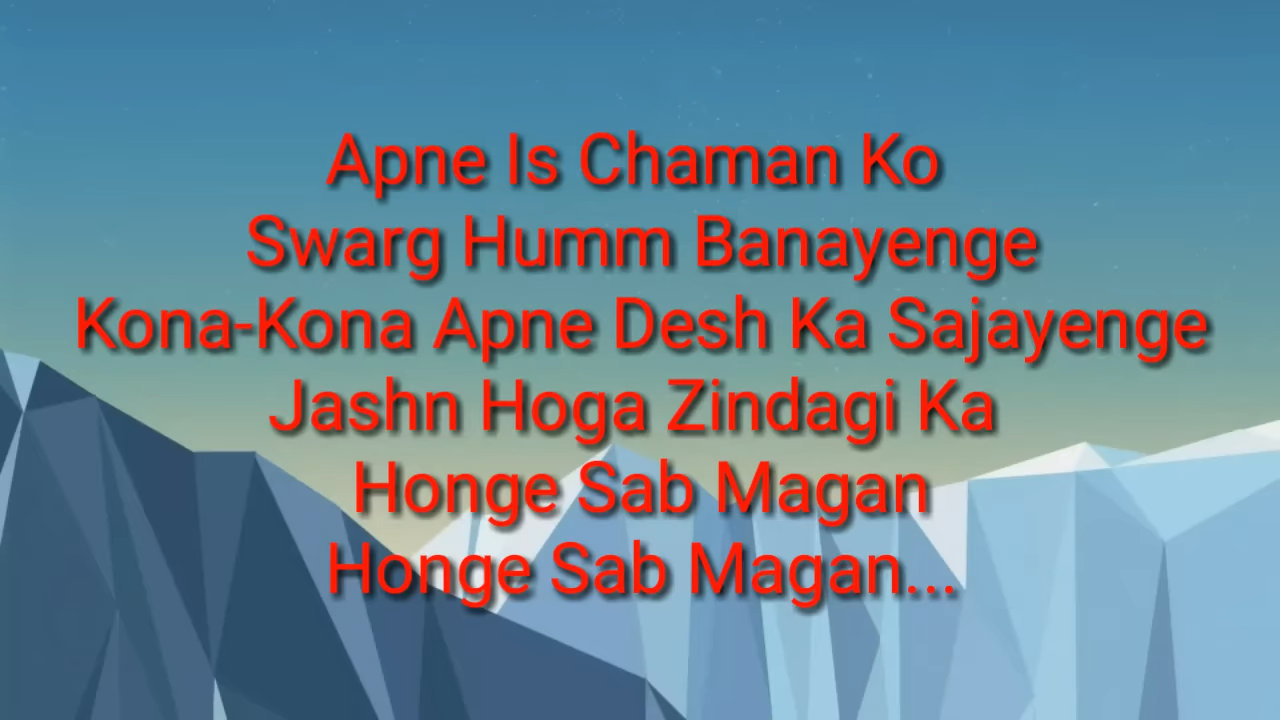 Apne Is Chaman Ko
Swarg Humm Banayenge
Kona-Kona Apne Desh Ka Sajayenge
Jashn Hoga Zindagi Ka
Honge Sab Magan
Honge Sab Magan...